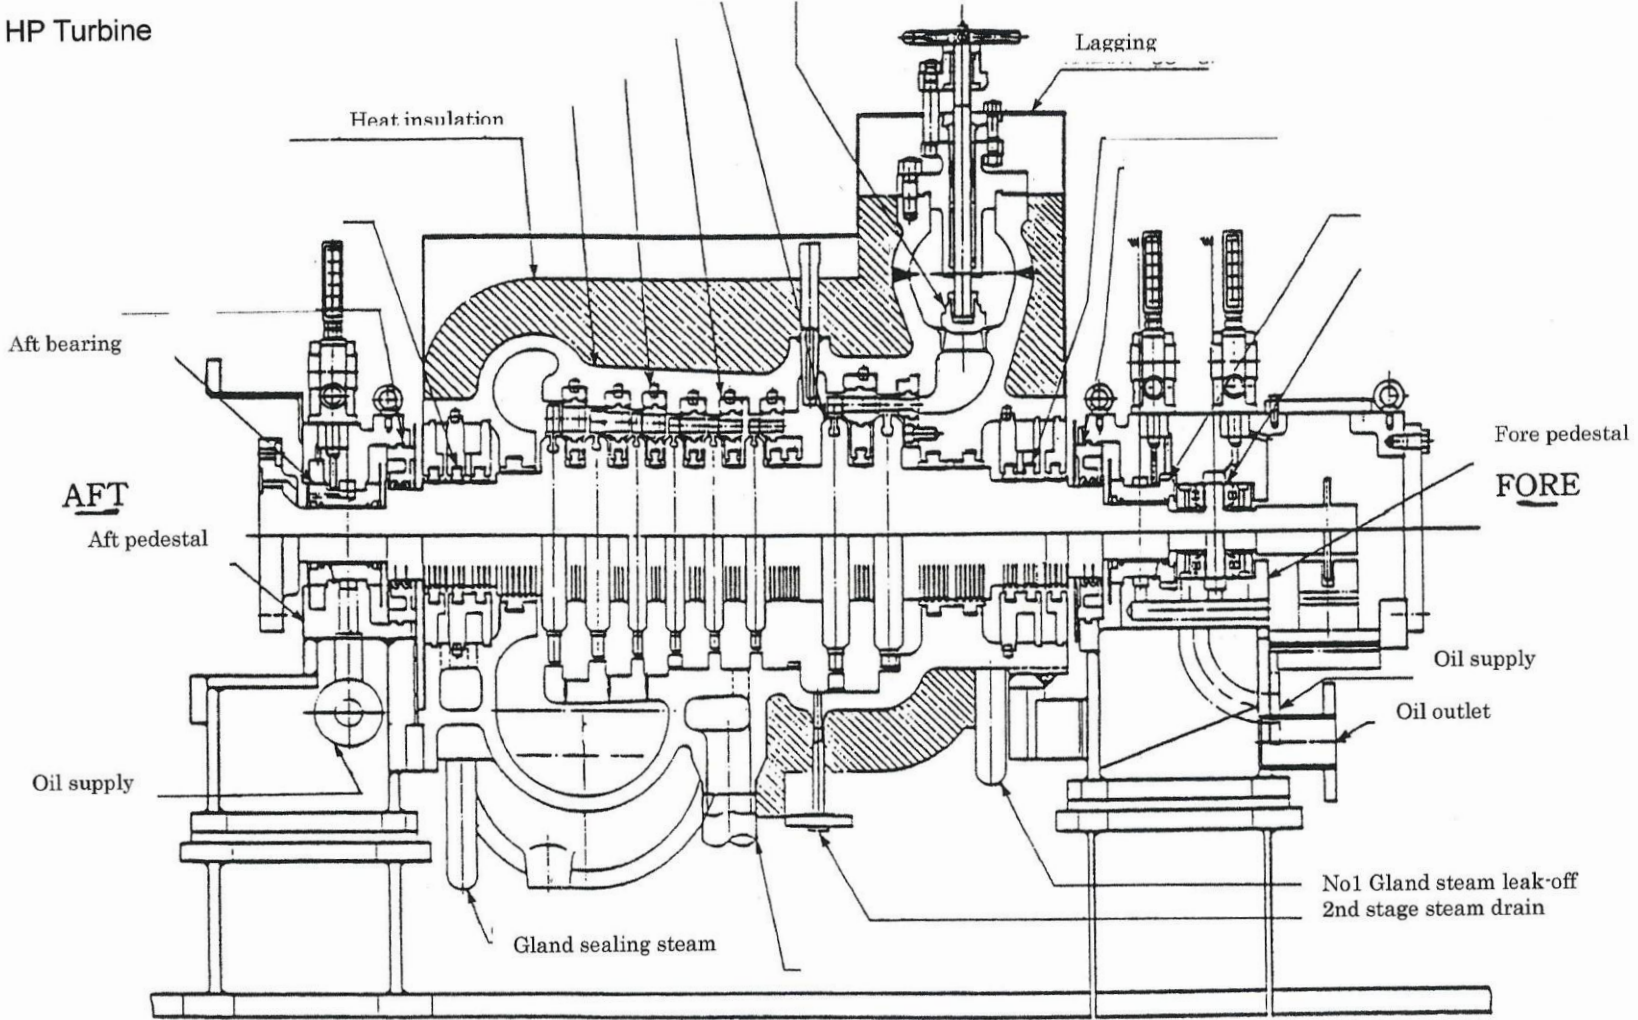 HP Turbine
Lagging
Heat insulation
Aft bearing
Fore pedestal
AFT
FORE
Aft pedestal
Oil supply
Oil outlet
Oil supply
No1 Gland steam leak-off
2nd stage steam drain
Gland sealing steam